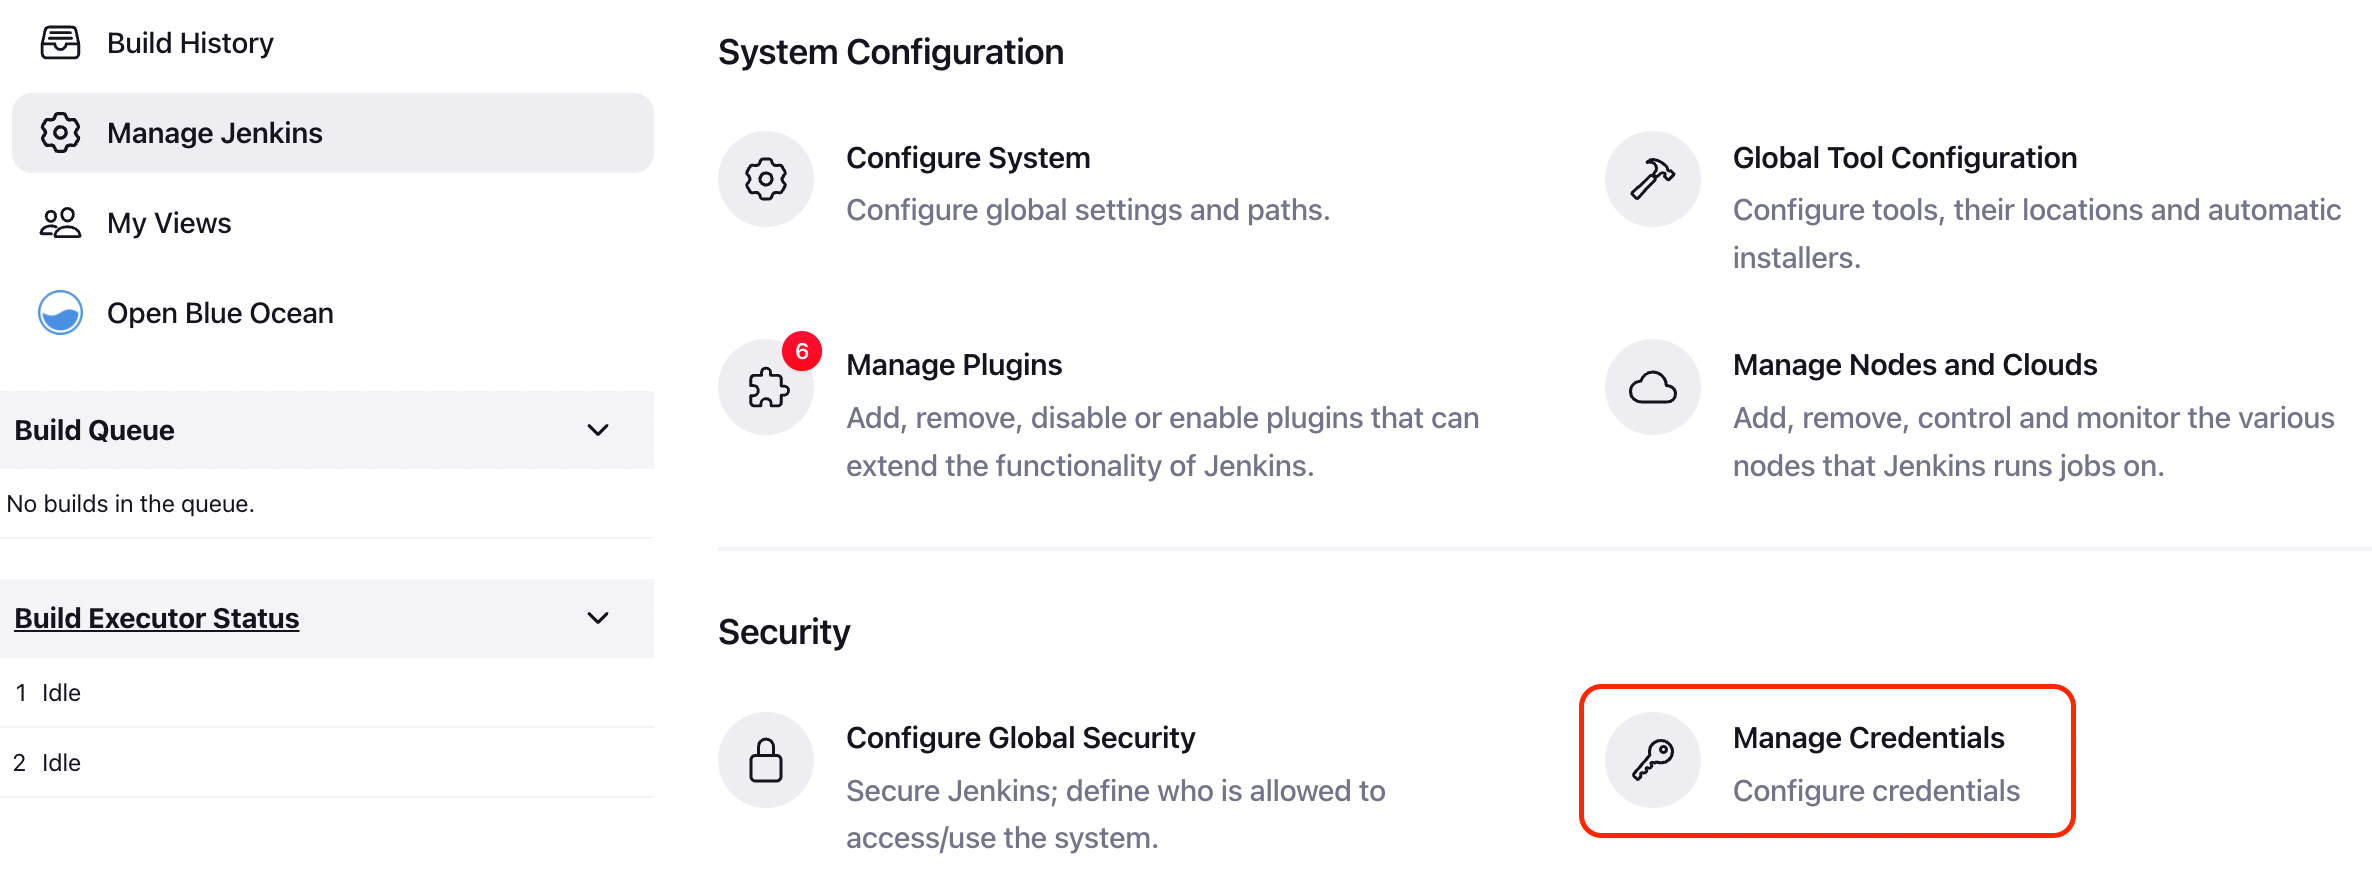 Build History
Manage Jenkins
My Views
Open Blue Ocean
Build Queue
No builds in the queue.
Build Executor Status
1 Idle
2 Idle
System Configuration
Configure System
Configure global settings and paths.
Global Tool Configuration
Configure tools, their locations and automatic
installers.
6
Manage Plugins
Add, remove, disable or enable plugins that can
extend the functionality of Jenkins.
Manage Nodes and Clouds
Add, remove, control and monitor the various
nodes that Jenkins runs jobs on.
Security
Configure Global Security
Secure Jenkins; define who is allowed to
access/use the system.
Manage Credentials
Configure credentials